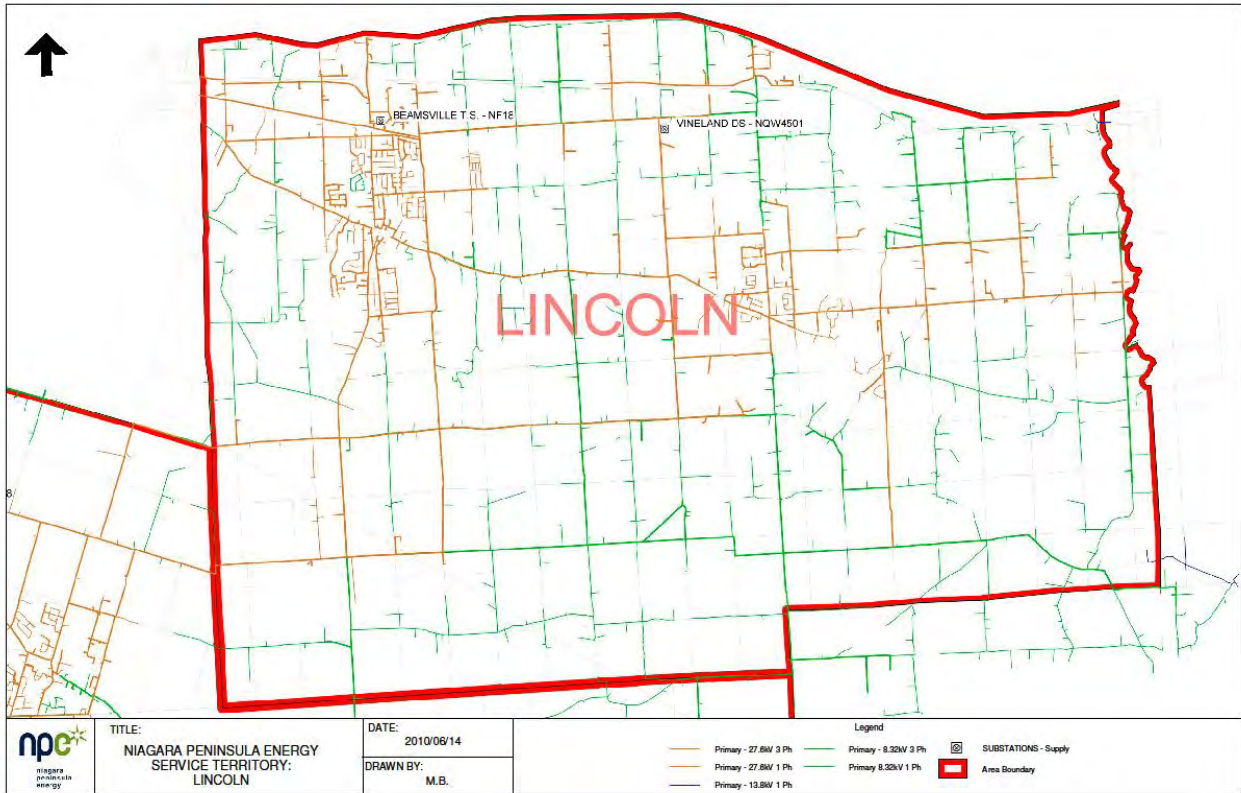 BEAMSVILLE T.S. - NF18
VINELAND DS - NQW4501
LINCOLN
8
npe
niagara
peninsula
energy
TITLE:
NIAGARA PENINSULA ENERGY
SERVICE TERRITORY:
LINCOLN
DATE:
2010/06/14
DRAWN BY:
M.B.
Legend
Primary - 27.6kV 3 Ph
Primary - 27.6kV 1 Ph
Primary - 13.8kV 1 Ph
Primary - 8.32kV 3 Ph
Primary 8.32kV 1 Ph
SUBSTATIONS - Supply
Area Boundary